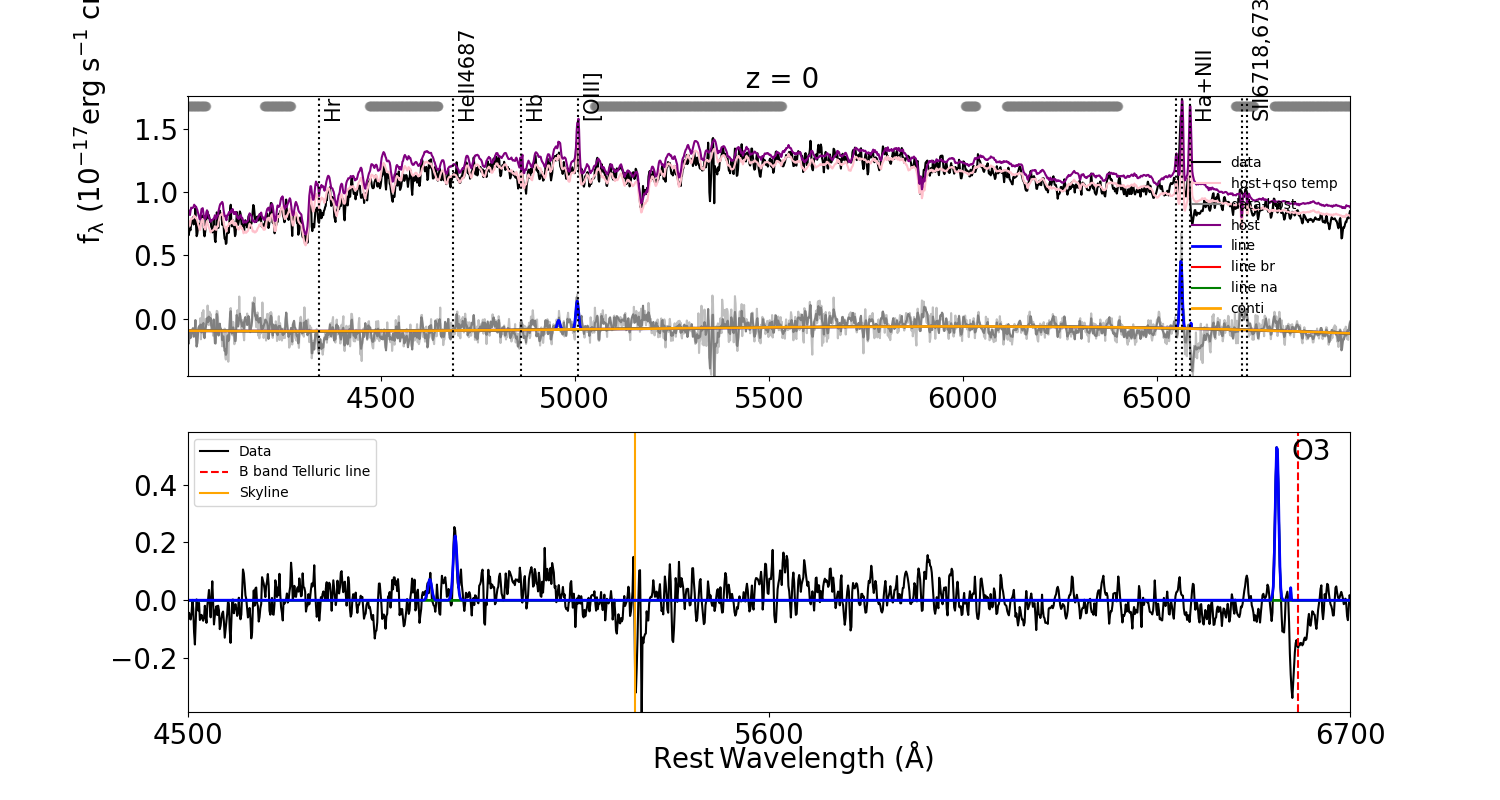 z = 0
Hr
HeII4687
Hb
[OIII]
Ha+NII
SII6718,673
f_λ (10^−17 erg s^−1 c
1.5
1.0
0.5
0.0
data
host+qso temp
data-host
host
line
line br
line na
conti
4500 5000 5500 6000 6500
Data
B band Telluric line
Skyline
O3
0.4
0.2
0.0
−0.2
4500 5600 6700
Rest Wavelength (Å)